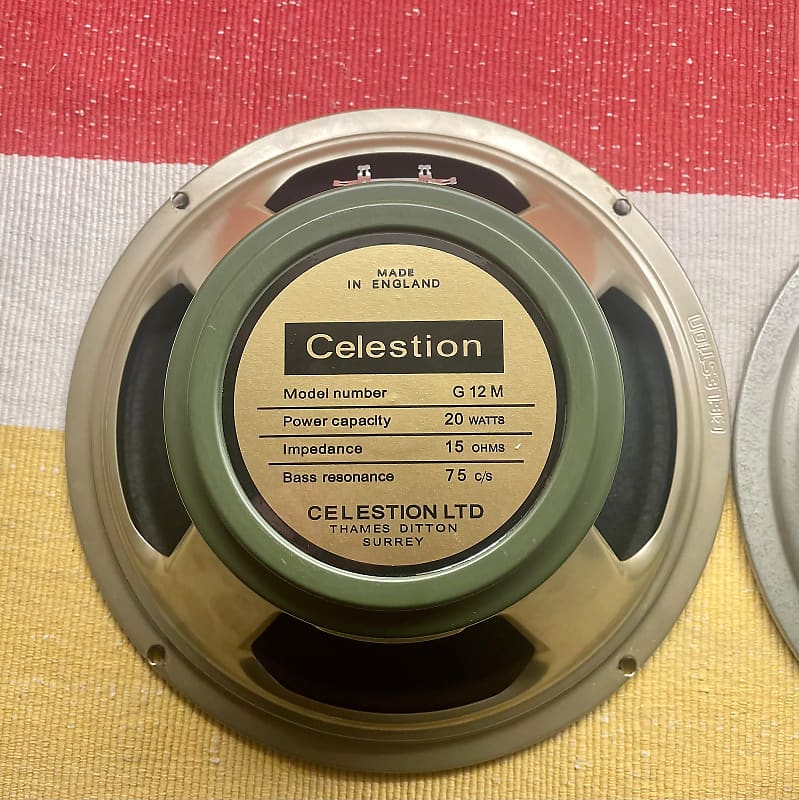 MADE
IN ENGLAND
Celestion
Model number G 12 M
Power capacity 20 WATTS
Impedance 15 OHMS
Bass resonance 75 C/S
CELESTION LTD
THAMES DITTON
SURREY
CELESTION